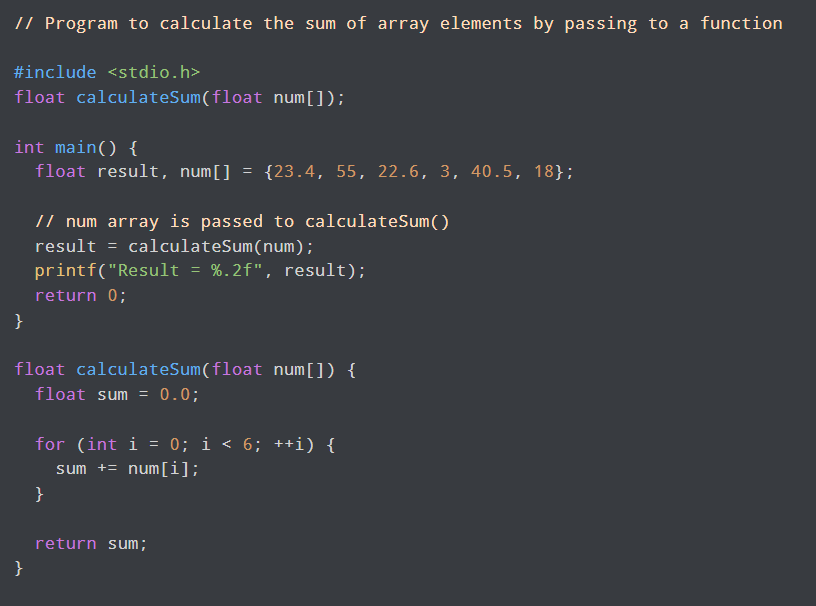 // Program to calculate the sum of array elements by passing to a function
#include <stdio.h>
float calculateSum(float num[]);
int main() {
float result, num[] = {23.4, 55, 22.6, 3, 40.5, 18};
// num array is passed to calculateSum()
result = calculateSum(num);
printf("Result = %.2f", result);
return 0;
}
float calculateSum(float num[]) {
float sum = 0.0;
for (int i = 0; i < 6; ++i) {
sum += num[i];
}
return sum;
}